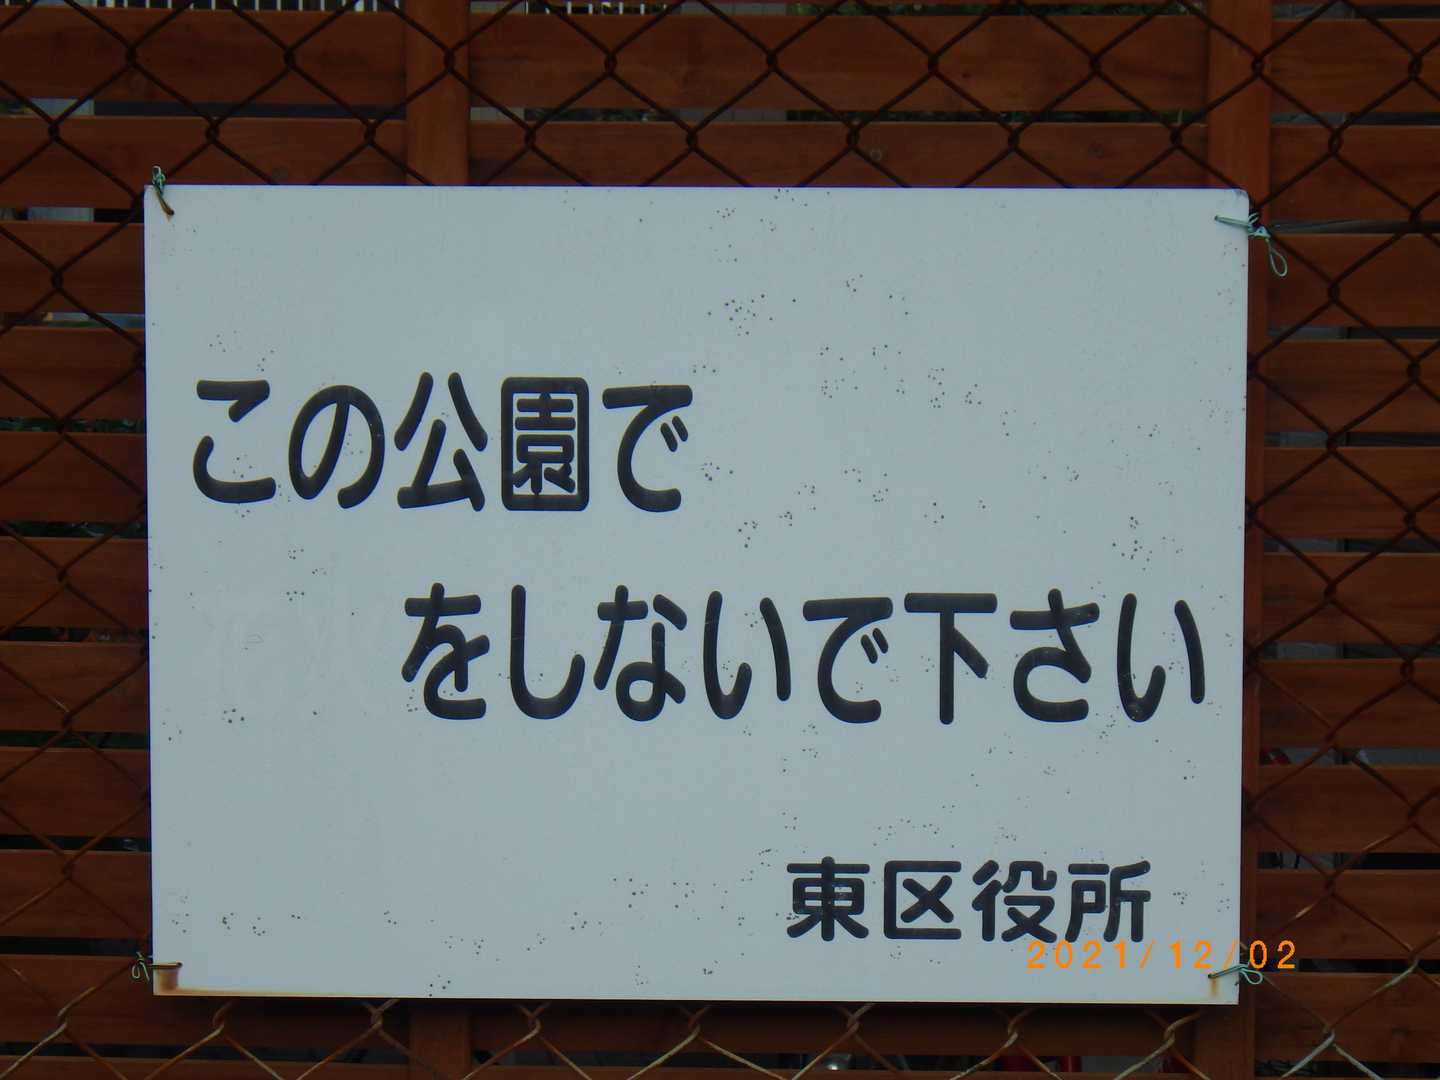 この公園で
をしないで下さい
東区役所
2021/12/02